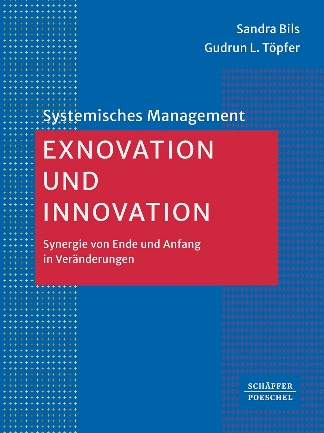 Sandra Bils
Gudrun L. Töpfer
Systemisches Management
EXNOVATION
UND
INNOVATION
Synergie von Ende und Anfang
in Veränderungen
SCHÄFFER
POESCHEL